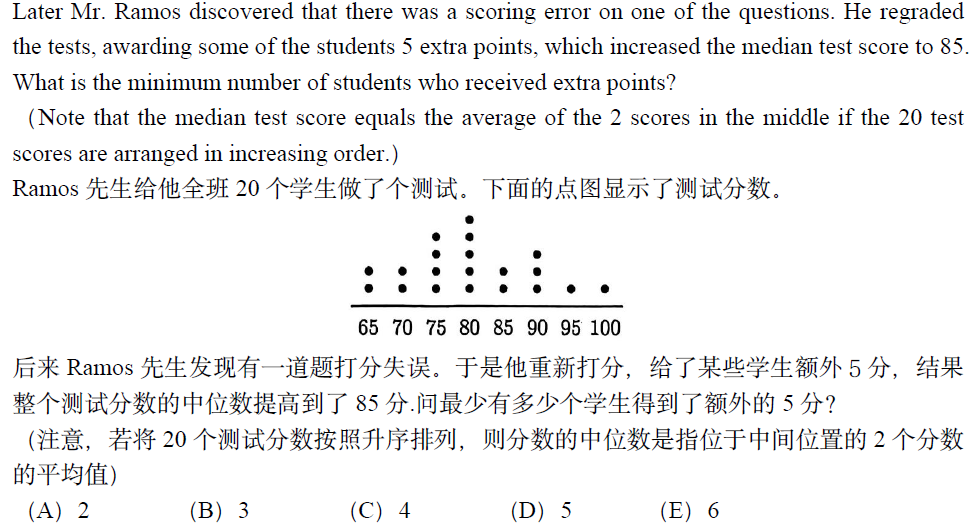 Later Mr. Ramos discovered that there was a scoring error on one of the questions. He regraded
the tests, awarding some of the students 5 extra points, which increased the median test score to 85.
What is the minimum number of students who received extra points?
（Note that the median test score equals the average of the 2 scores in the middle if the 20 test
scores are arranged in increasing order.）
Ramos 先生给他全班 20 个学生做了个测试。下面的点图显示了测试分数。
65 70 75 80 85 90 95 100
后来 Ramos 先生发现有一道题打分失误。于是他重新打分，给了某些学生额外 5 分，结果
整个测试分数的中位数提高到了 85 分.问最少有多少个学生得到了额外的 5 分？
（注意，若将 20 个测试分数按照升序排列，则分数的中位数是指位于中间位置的 2 个分数
的平均值）
（A）2 （B）3 （C）4 （D）5 （E）6